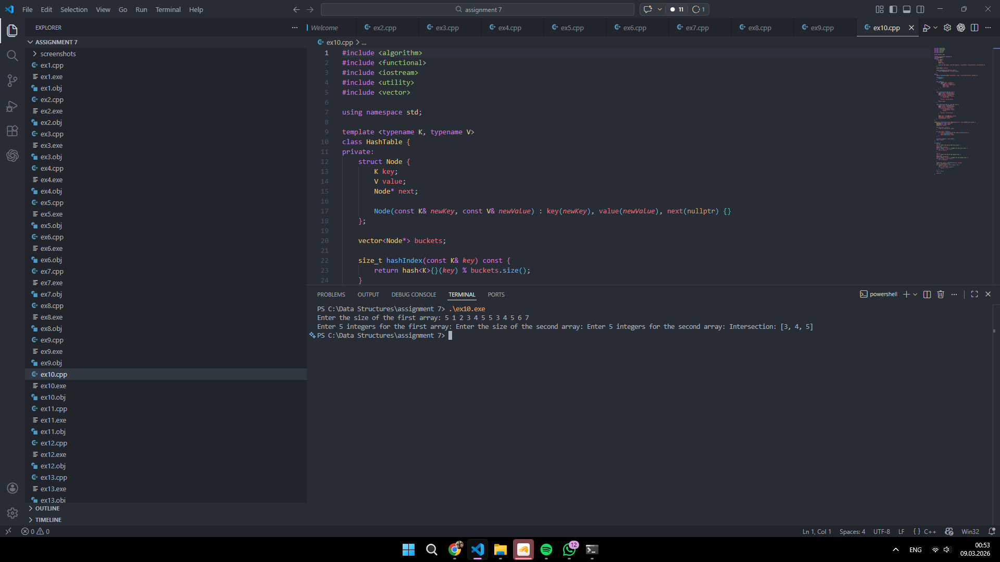 File Edit Selection View Go Run Terminal Help
assignment 7
11
1
EXPLORER
Welcome
ex2.cpp
ex3.cpp
ex4.cpp
ex5.cpp
ex6.cpp
ex7.cpp
ex8.cpp
ex9.cpp
ex10.cpp
ASSIGNMENT 7
screenshots
ex1.cpp
ex1.exe
ex1.obj
ex2.cpp
ex2.exe
ex2.obj
ex3.cpp
ex3.exe
ex3.obj
ex4.cpp
ex4.exe
ex4.obj
ex5.cpp
ex5.exe
ex5.obj
ex6.cpp
ex6.exe
ex6.obj
ex7.cpp
ex7.exe
ex7.obj
ex8.cpp
ex8.exe
ex8.obj
ex9.cpp
ex9.exe
ex9.obj
ex10.cpp
ex10.exe
ex10.obj
ex11.cpp
ex11.exe
ex11.obj
ex12.cpp
ex12.exe
ex12.obj
ex13.cpp
ex13.exe
ex13.obj
OUTLINE
TIMELINE
ex10.cpp > ...
1 #include <algorithm>
2 #include <functional>
3 #include <iostream>
4 #include <utility>
5 #include <vector>
6
7 using namespace std;
8
9 template <typename K, typename V>
10 class HashTable {
11 private:
12 struct Node {
13 K key;
14 V value;
15 Node* next;
16
17 Node(const K& newKey, const V& newValue) : key(newKey), value(newValue), next(nullptr) {}
18 };
19
20 vector<Node*> buckets;
21
22 size_t hashIndex(const K& key) const {
23 return hash<K>{}(key) % buckets.size();
24 }
PROBLEMS OUTPUT DEBUG CONSOLE TERMINAL PORTS
powershell
PS C:\Data Structures\assignment 7> .\ex10.exe
Enter the size of the first array: 5 1 2 3 4 5 5 3 4 5 6 7
Enter 5 integers for the first array: Enter the size of the second array: Enter 5 integers for the second array: Intersection: [3, 4, 5]
PS C:\Data Structures\assignment 7>
0 0
Ln 1, Col 1 Spaces: 4 UTF-8 LF {} C++ Win32
12
ENG
00:53
09.03.2026